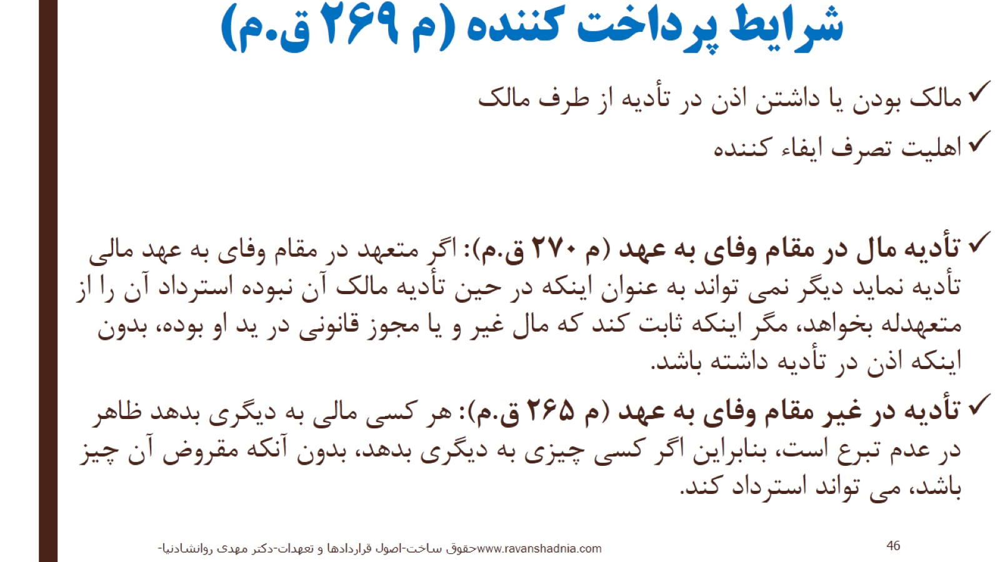 شرایط پرداخت کننده (م ۲۶۹ ق.م)
✓ مالک بودن یا داشتن اذن در تأدیه از طرف مالک
✓ اهلیت تصرف ایفاء کننده
✓ تأدیه مال در مقام وفای به عهد (م ۲۷۰ ق.م): اگر متعهد در مقام وفای به عهد مالی
تأدیه نماید دیگر نمی تواند به عنوان اینکه در حین تأدیه مالک آن نبوده استرداد آن را از
متعهدله بخواهد، مگر اینکه ثابت کند که مال غیر و یا مجوز قانونی در ید او بوده، بدون
اینکه اذن در تأدیه داشته باشد.
✓ تأدیه در غیر مقام وفای به عهد (م ۲۶۵ ق.م): هر کسی مالی به دیگری بدهد ظاهر
در عدم تبرع است، بنابراین اگر کسی چیزی به دیگری بدهد، بدون آنکه مقروض آن چیز
باشد، می تواند استرداد کند.
www.ravanshadnia.comحقوق ساخت-اصول قراردادها و تعهدات-دکتر مهدی روانشادنیا-
46